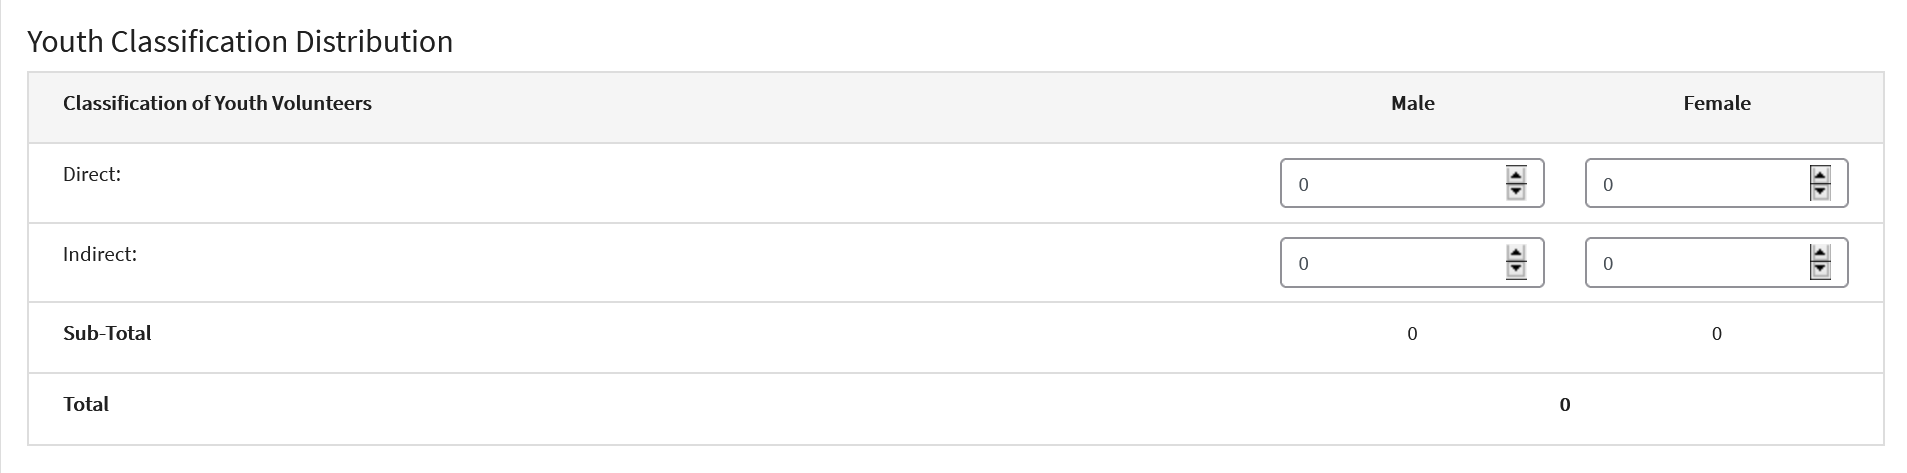 Youth Classification Distribution
Classification of Youth Volunteers Male Female
Direct: 0 0
Indirect: 0 0
Sub-Total 0 0
Total 0